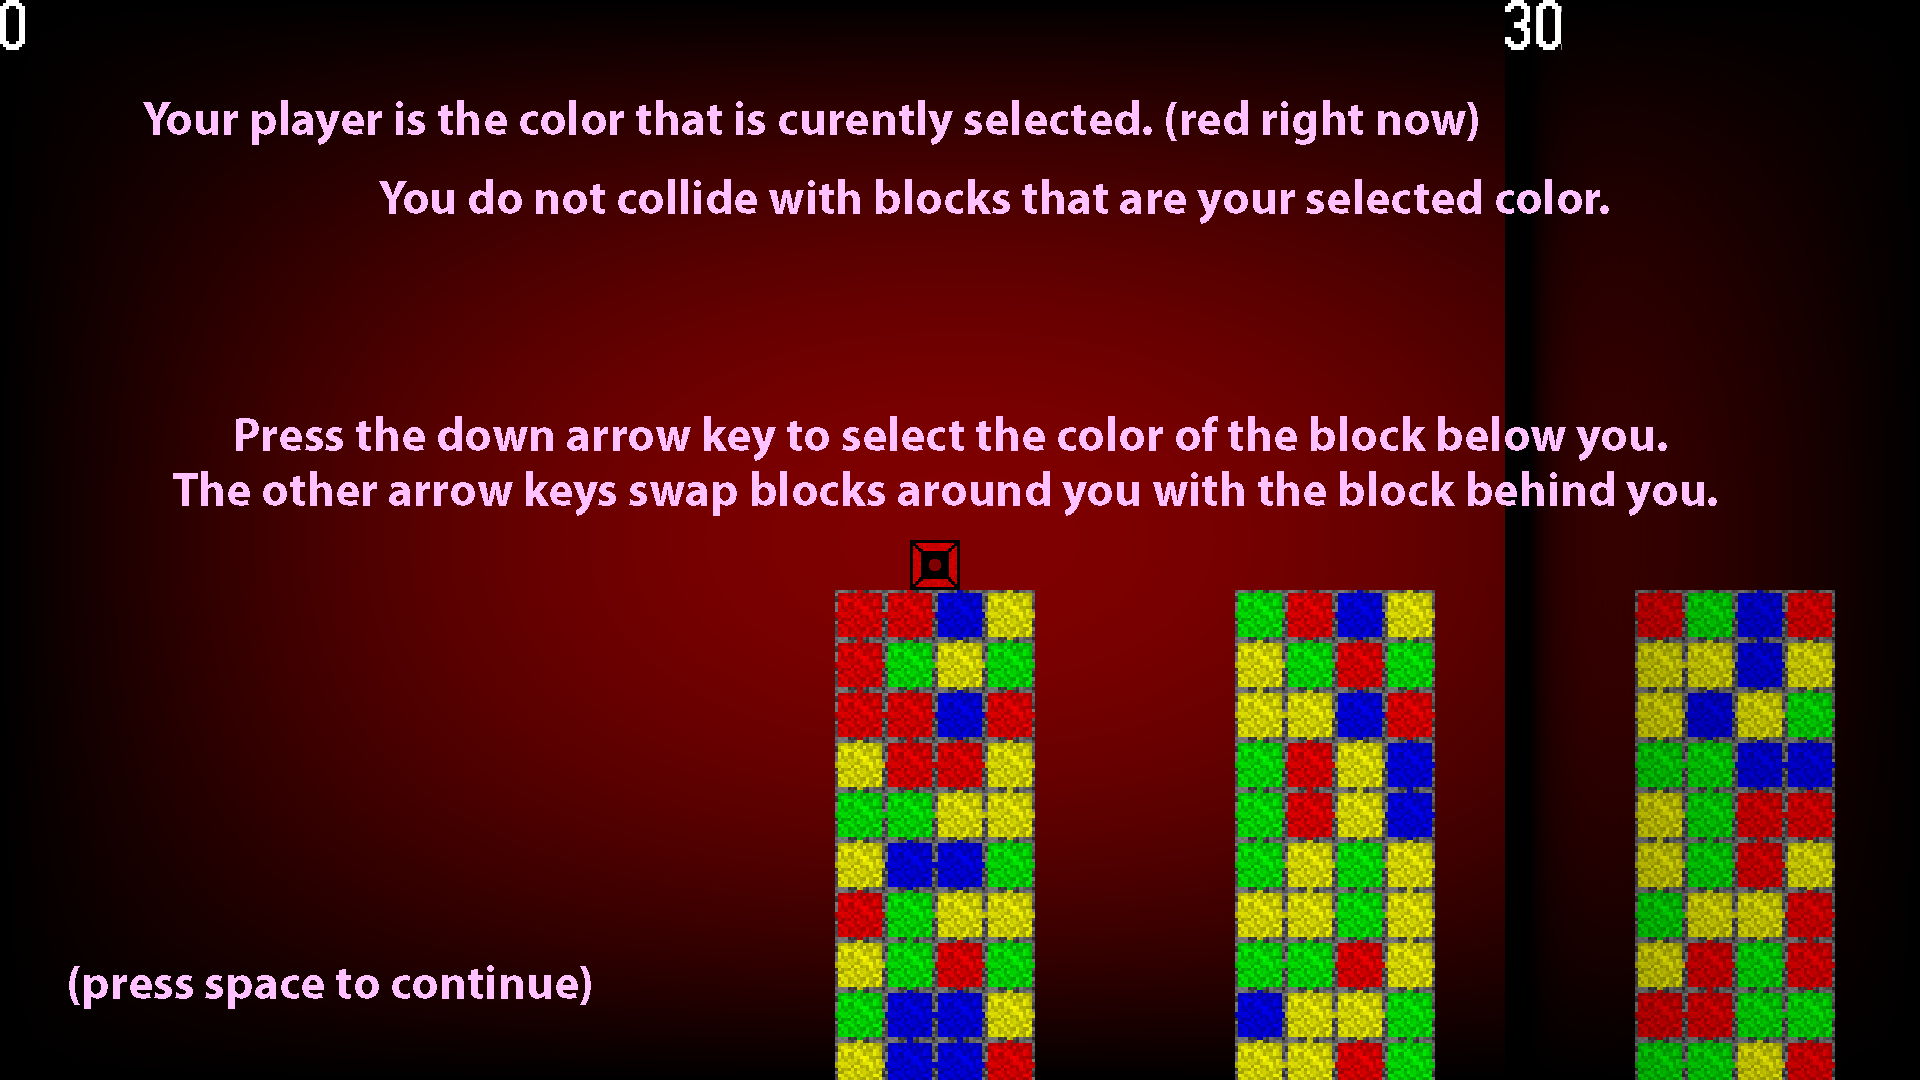 0
30
Your player is the color that is curently selected. (red right now)
You do not collide with blocks that are your selected color.
Press the down arrow key to select the color of the block below you.
The other arrow keys swap blocks around you with the block behind you.
(press space to continue)